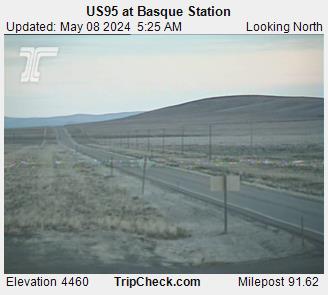 US95 at Basque Station
Updated: May 08 2024 5:25 AM Looking North
Elevation 4460 TripCheck.com Milepost 91.62